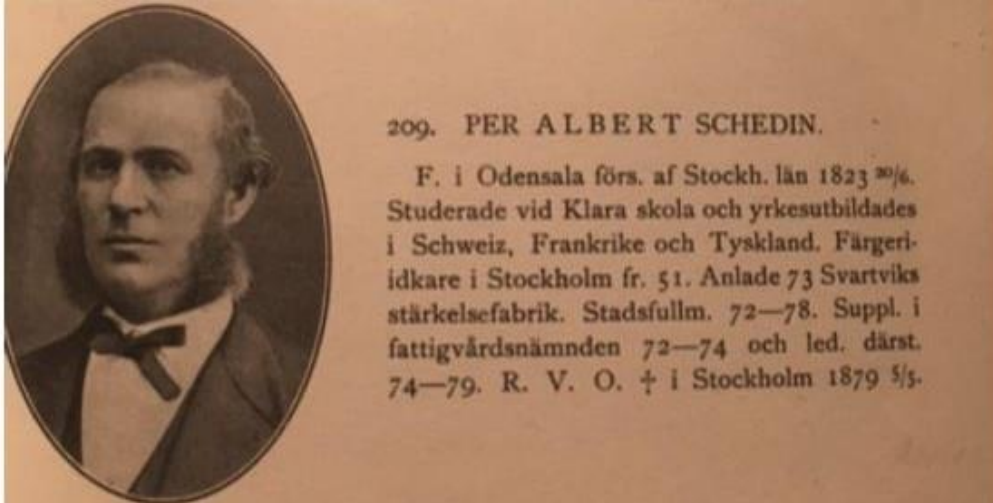 209. PER ALBERT SCHEDIN.
F. i Odensala förs. af Stockh. län 1823 20/6.
Studerade vid Klara skola och yrkesutbildades
i Schweiz, Frankrike och Tyskland. Färgeri-
idkare i Stockholm fr. 51. Anlade 73 Svartviks
stärkelsefabrik. Stadsfullm. 72—78. Suppl. i
fattigvårdsnämnden 72—74 och led. därst.
74—79. R. V. O. † i Stockholm 1879 5/5.